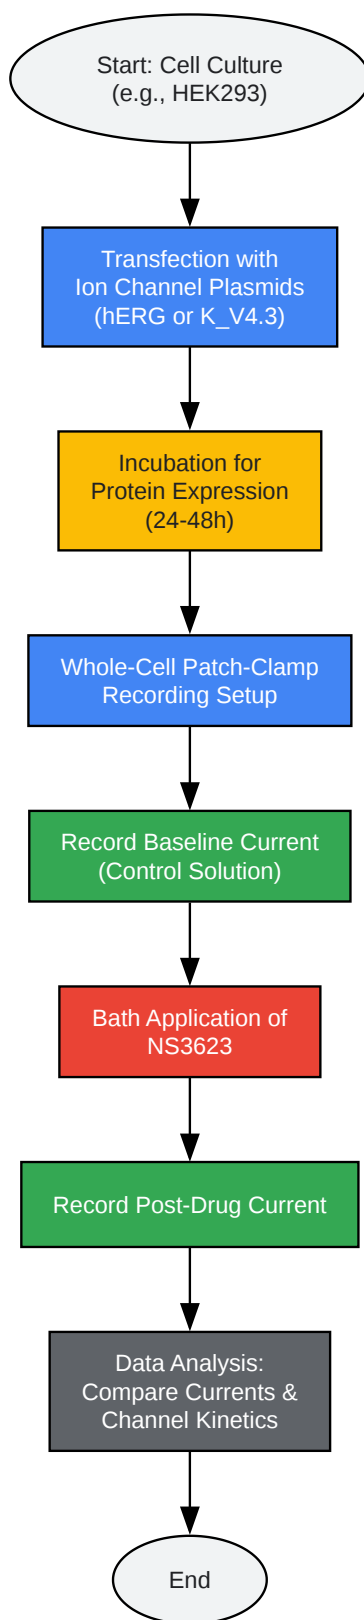 Start: Cell Culture
(e.g., HEK293)
Transfection with
Ion Channel Plasmids
(hERG or K_V4.3)
Incubation for
Protein Expression
(24-48h)
Whole-Cell Patch-Clamp
Recording Setup
Record Baseline Current
(Control Solution)
Bath Application of
NS3623
Record Post-Drug Current
Data Analysis:
Compare Currents &
Channel Kinetics
End